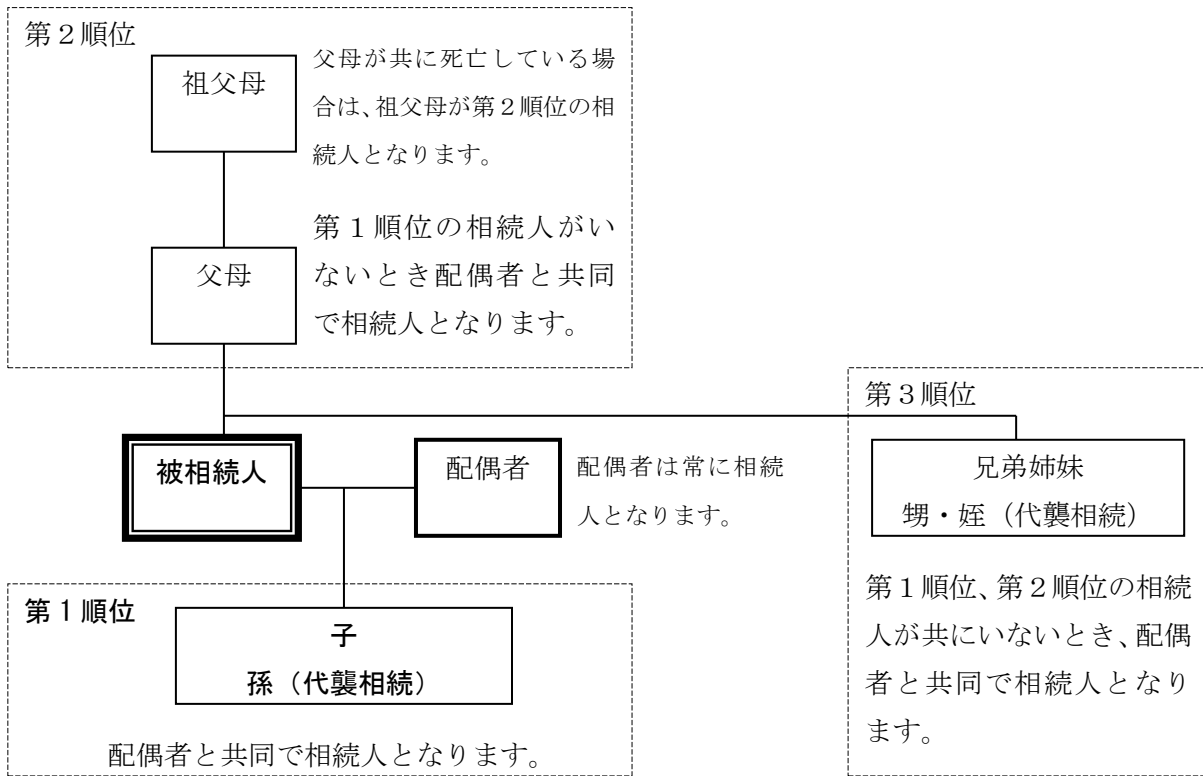 第２順位
祖父母
父母が共に死亡している場
合は、祖父母が第２順位の相
続人となります。
父母
第１順位の相続人がい
ないとき配偶者と共同
で相続人となります。
第３順位
被相続人
配偶者
配偶者は常に相続
人となります。
兄弟姉妹
甥・姪（代襲相続）
第１順位、第２順位の相続
人が共にいないとき、配偶
者と共同で相続人となり
ます。
第１順位
子
孫（代襲相続）
配偶者と共同で相続人となります。